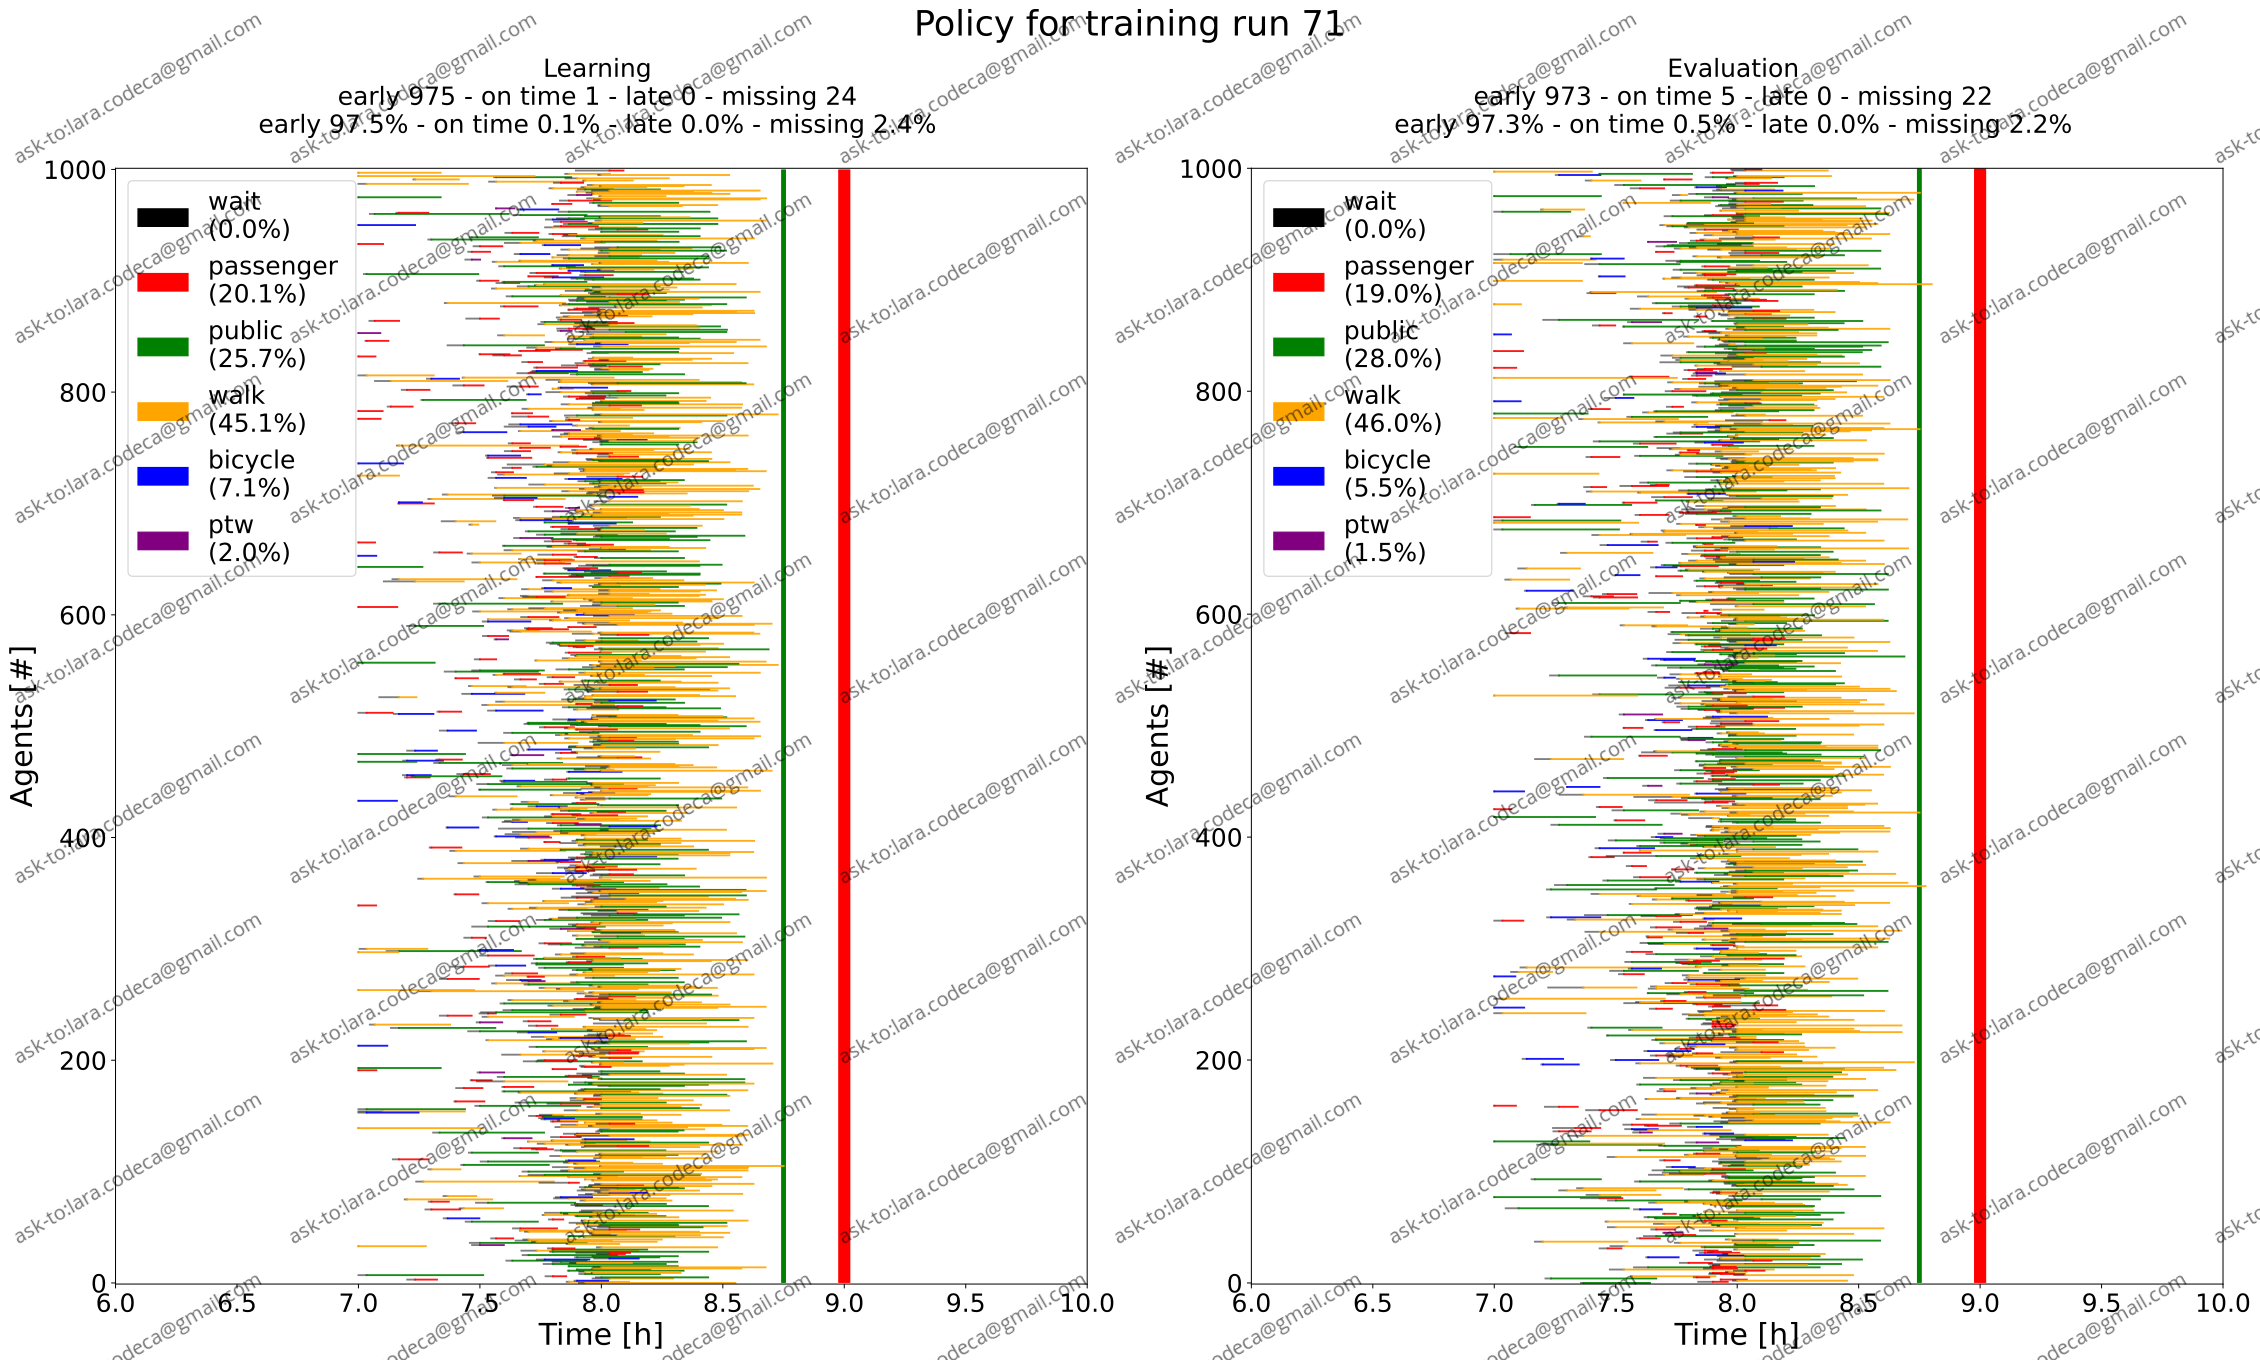 Policy for training run 71
Learning
early 975 - on time 1 - late 0 - missing 24
early 97.5% - on time 0.1% - late 0.0% - missing 2.4%
1000
800
600
400
200
0
Agents [#]
wait
(0.0%)
passenger
(20.1%)
public
(25.7%)
walk
(45.1%)
bicycle
(7.1%)
ptw
(2.0%)
6.0 6.5 7.0 7.5 8.0 8.5 9.0 9.5 10.0
Time [h]
Evaluation
early 973 - on time 5 - late 0 - missing 22
early 97.3% - on time 0.5% - late 0.0% - missing 2.2%
1000
800
600
400
200
0
Agents [#]
wait
(0.0%)
passenger
(19.0%)
public
(28.0%)
walk
(46.0%)
bicycle
(5.5%)
ptw
(1.5%)
6.0 6.5 7.0 7.5 8.0 8.5 9.0 9.5 10.0
Time [h]
ask-to:lara.codeca@gmail.com